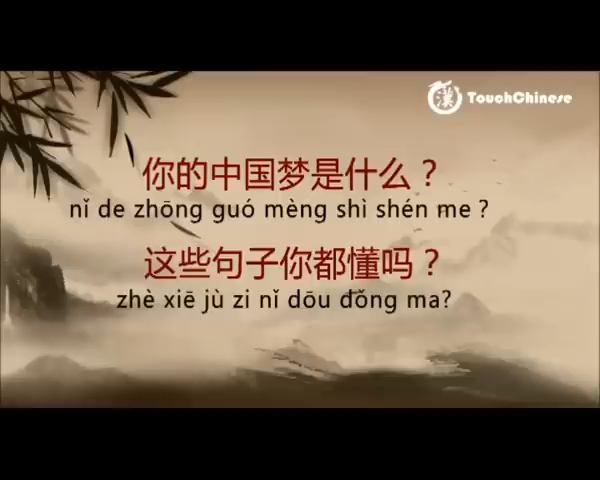 漢 TouchChinese
你的中国梦是什么？
nǐ de zhōng guó mèng shì shén me？
这些句子你都懂吗？
zhè xiē jù zi nǐ dōu dǒng ma?